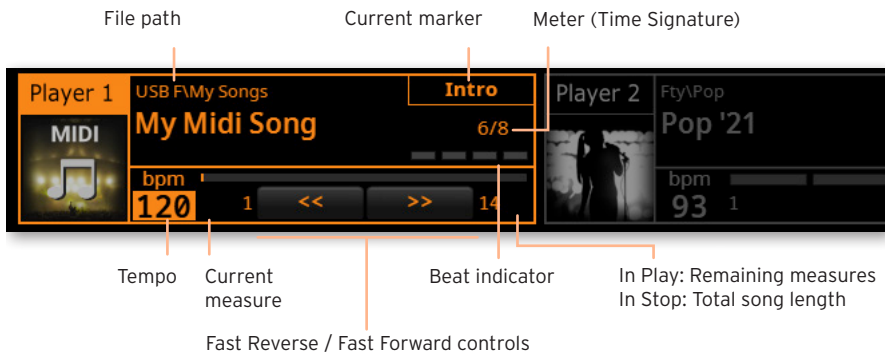 File path
Current marker
Meter (Time Signature)
Player 1
USB F\My Songs
Intro
MIDI
My Midi Song
6/8
bpm
120
1
<<
>>
14
Player 2
Fty\Pop
Pop '21
bpm
93
1
Tempo
Current
measure
Beat indicator
In Play: Remaining measures
In Stop: Total song length
Fast Reverse / Fast Forward controls